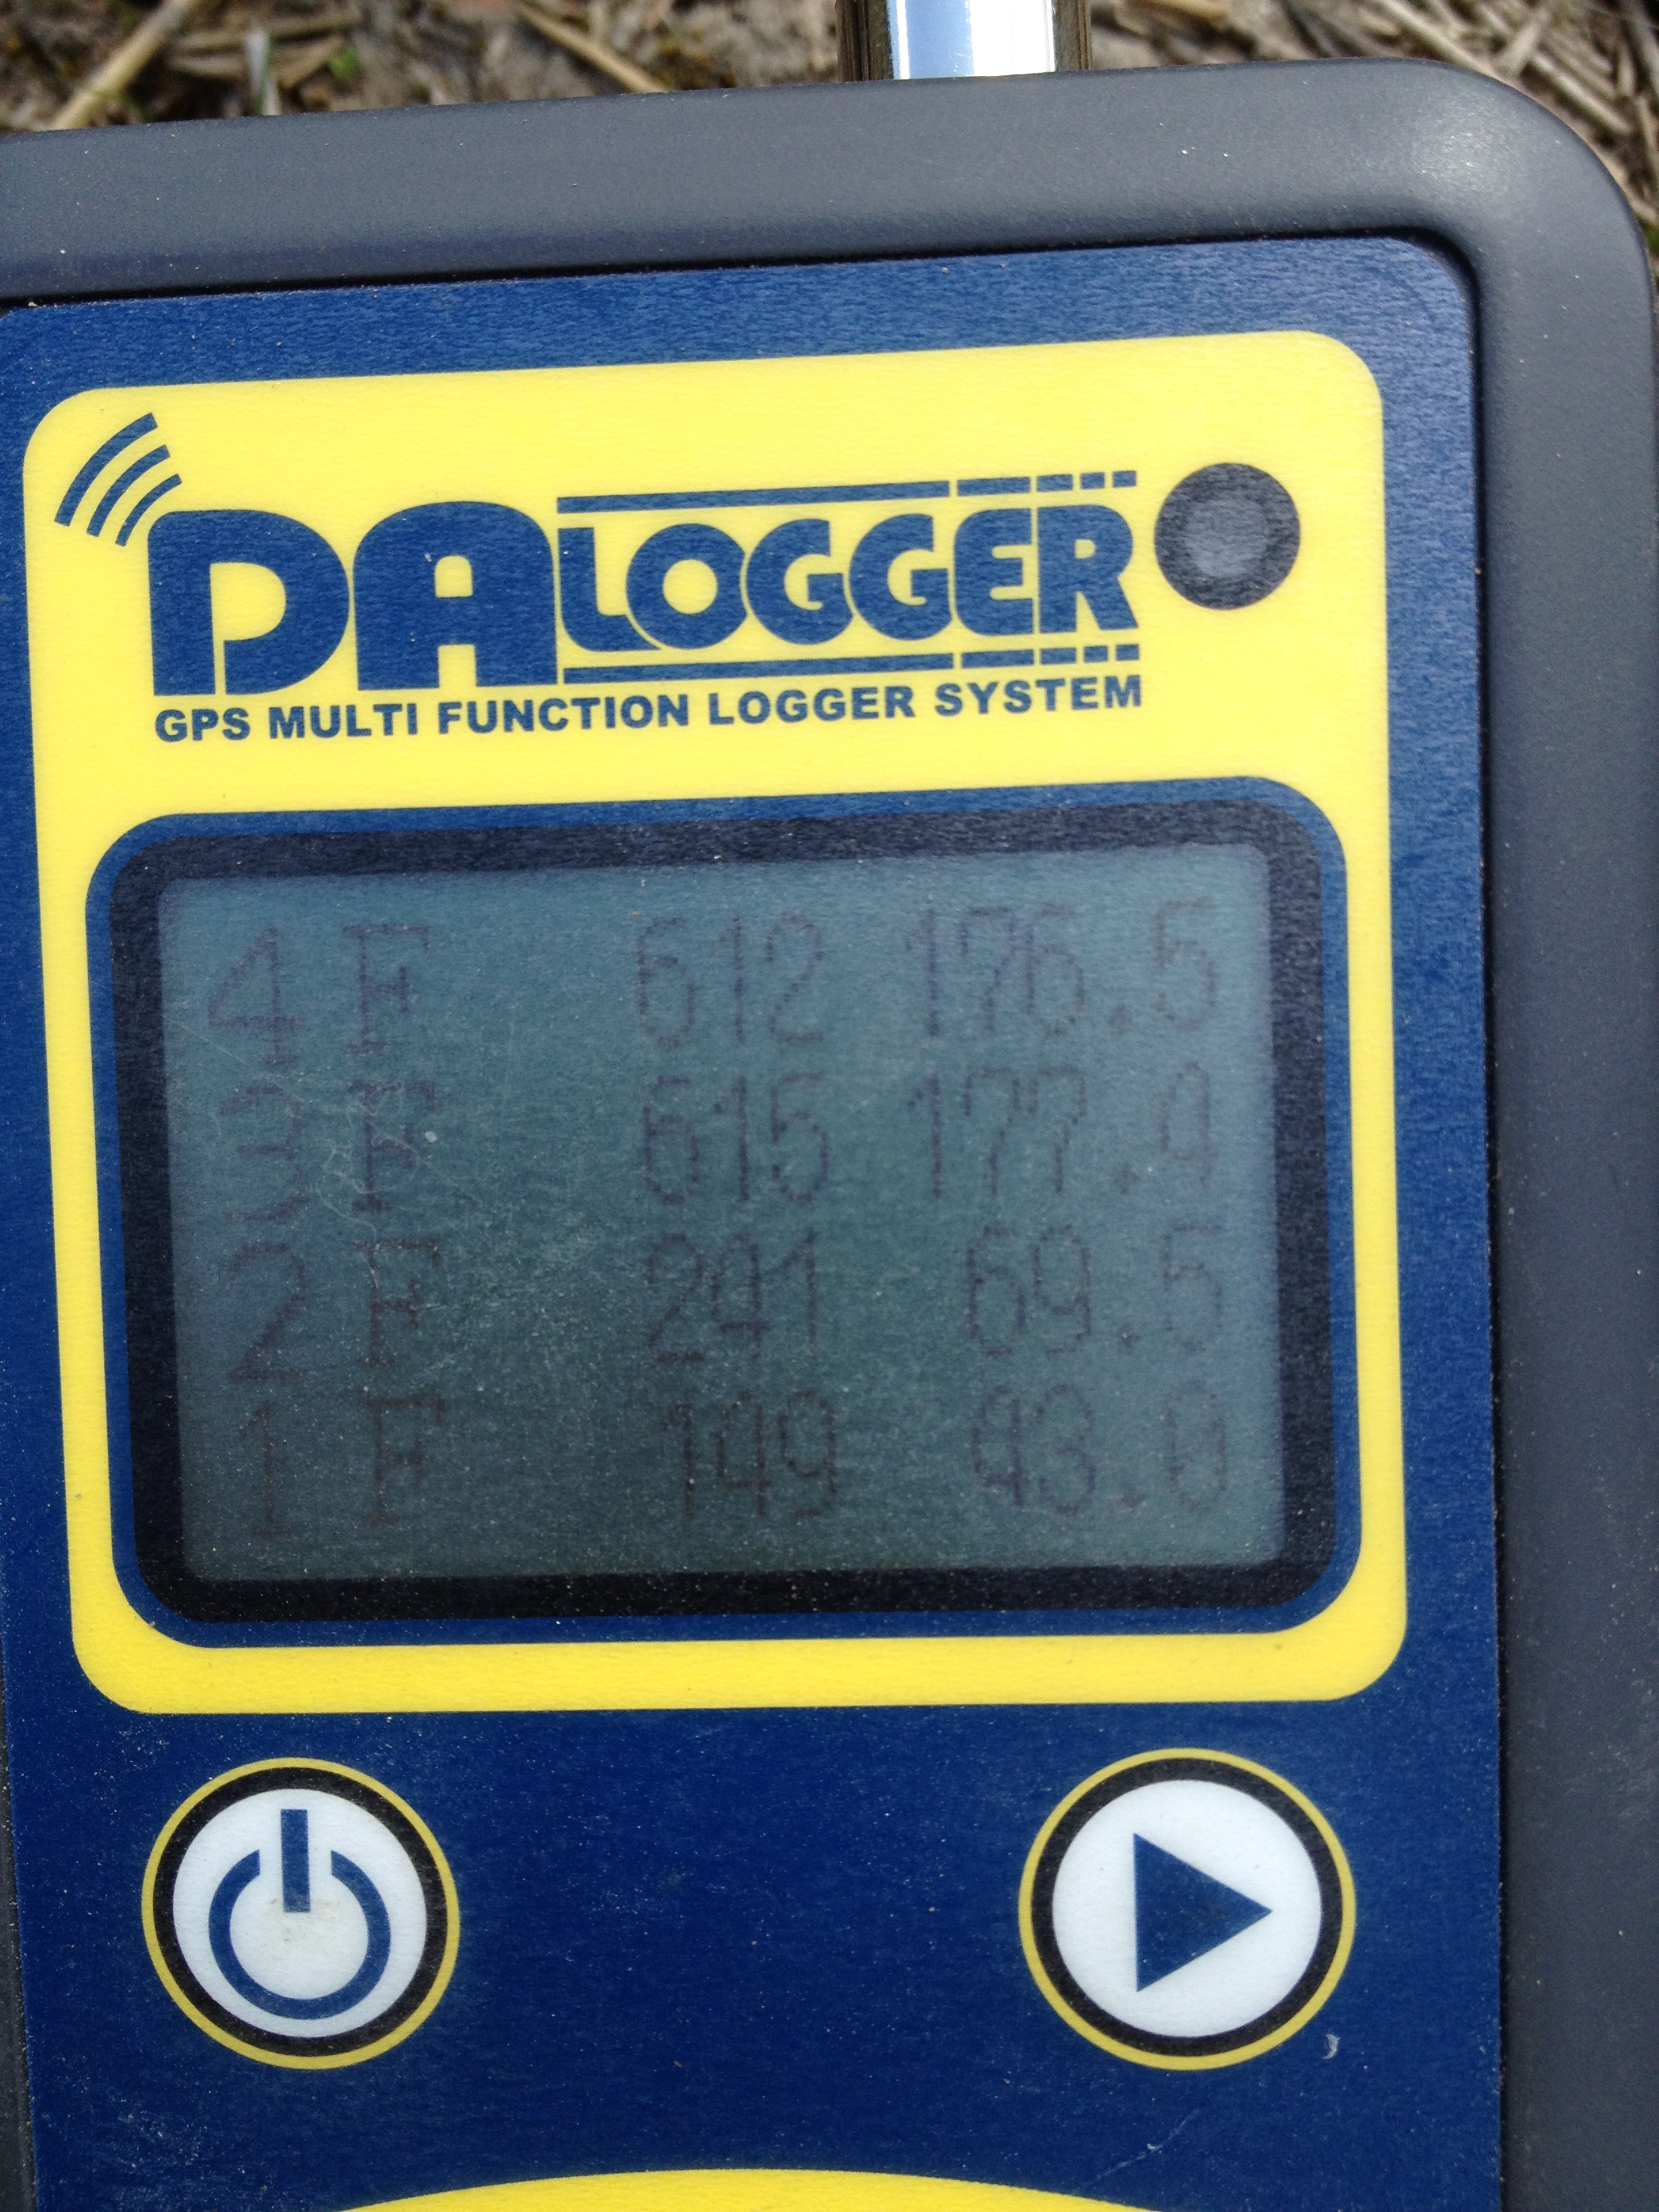 DALOGGER
GPS MULTI FUNCTION LOGGER SYSTEM
4 F 612 176.5
3 F 615 177.4
2 F 241 69.5
1 F 149 43.0